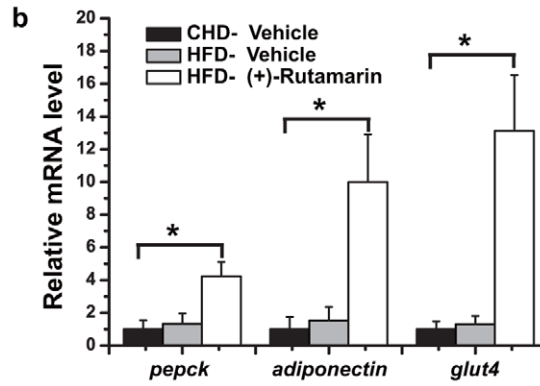 b
CHD- Vehicle
HFD- Vehicle
HFD- (+)-Rutamarin
Relative mRNA level
20
18
16
14
12
10
8
6
4
2
0
*
*
*
pepck adiponectin glut4